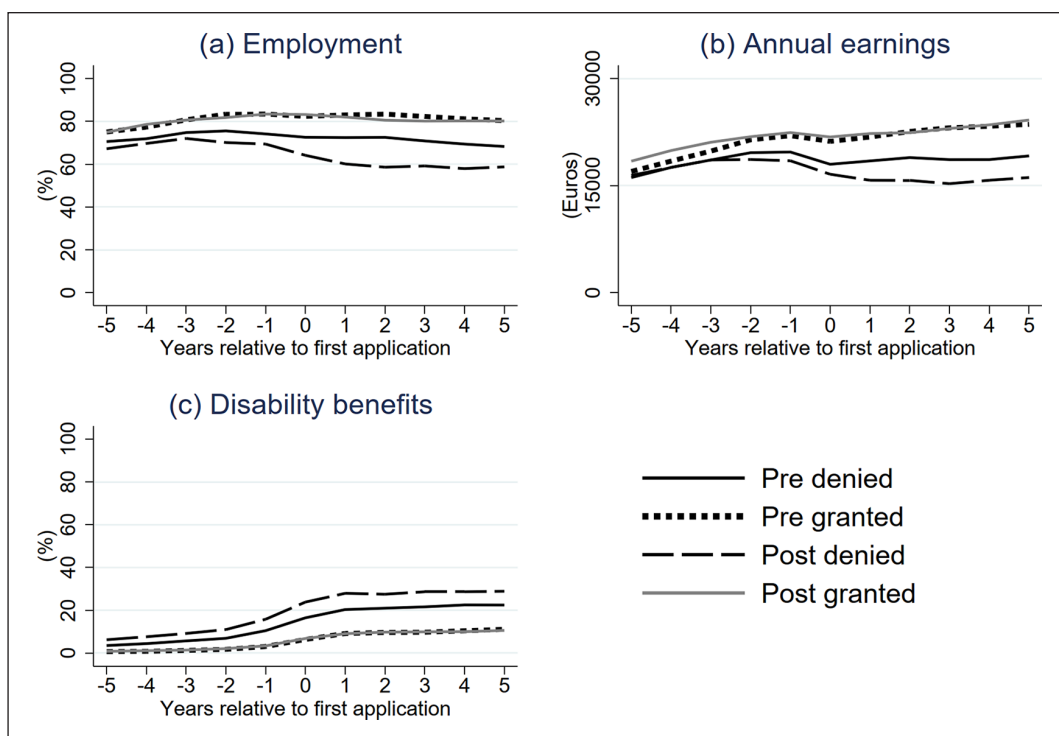 (a) Employment
100
80
60
40
20
0
(%)
-5 -4 -3 -2 -1 0 1 2 3 4 5
Years relative to first application
(b) Annual earnings
30000
15000
0
(Euros)
-5 -4 -3 -2 -1 0 1 2 3 4 5
Years relative to first application
(c) Disability benefits
100
80
60
40
20
0
(%)
-5 -4 -3 -2 -1 0 1 2 3 4 5
Years relative to first application
Pre denied
Pre granted
Post denied
Post granted